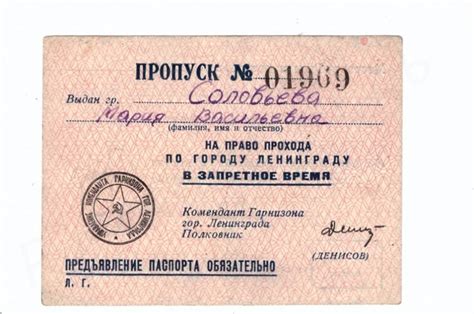 ПРОПУСК № 01969
Выдан гр. Соловьева
Мария Васильевна
(фамилия, имя и отчество)
НА ПРАВО ПРОХОДА
ПО ГОРОДУ ЛЕНИНГРАДУ
В ЗАПРЕТНОЕ ВРЕМЯ
Комендант Гарнизона
гор. Ленинграда
Полковник
(ДЕНИСОВ)
ПРЕДЪЯВЛЕНИЕ ПАСПОРТА ОБЯЗАТЕЛЬНО
Л. Г.